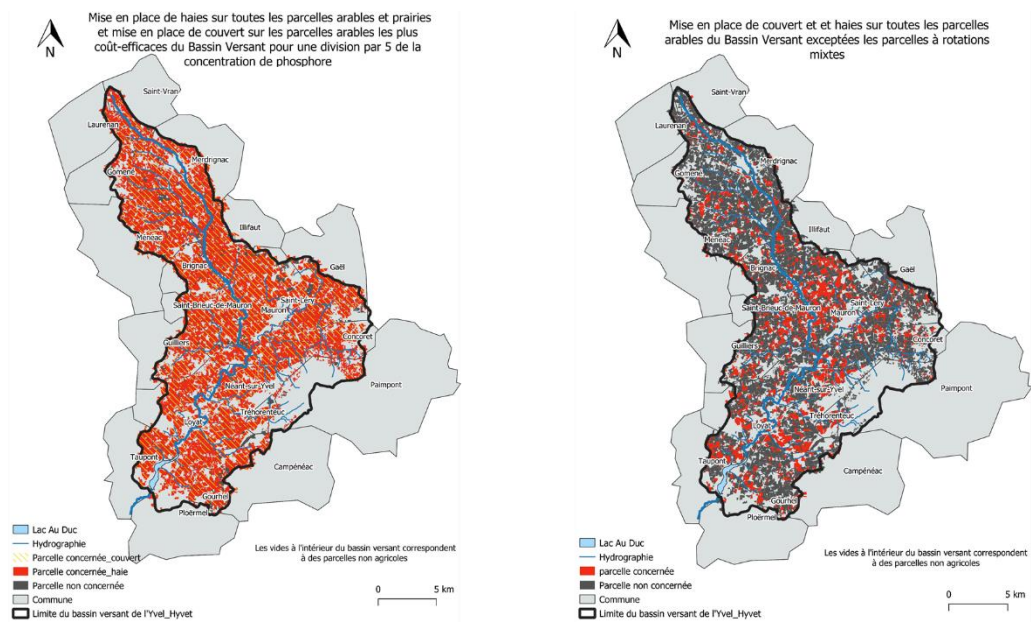 Mise en place de haies sur toutes les parcelles arables et prairies
et mise en place de couvert sur les parcelles arables les plus
coût-efficaces du Bassin Versant pour une division par 5 de la
concentration de phosphore
N
Saint-Vran
Laurenan
Merdrignac
Gomené
Illifaut
Ménéac
Gaël
Brignac
Saint-Léry
Saint-Brieuc-de-Mauron
Mauron
Concoret
Guilliers
Paimpont
Néant-sur-Yvel
Tréhorenteuc
Loyat
Taupont
Campénéac
Gourhel
Ploërmel
Lac Au Duc
Hydrographie
Parcelle concernée_couvert
Parcelle concernée_haie
Parcelle non concernée
Commune
Limite du bassin versant de l'Yvel_Hyvet
Les vides à l'intérieur du bassin versant correspondent
à des parcelles non agricoles
0 5 km
Mise en place de couvert et et haies sur toutes les parcelles
arables du Bassin Versant exceptées les parcelles à rotations
mixtes
N
Saint-Vran
Laurenan
Merdrignac
Gomené
Illifaut
Ménéac
Gaël
Brignac
Saint-Léry
Saint-Brieuc-de-Mauron
Mauron
Concoret
Guilliers
Paimpont
Néant-sur-Yvel
Tréhorenteuc
Loyat
Taupont
Campénéac
Gourhel
Ploërmel
Lac Au Duc
Hydrographie
parcelle concernée
Parcelle non concernée
Commune
Limite du bassin versant de l'Yvel_Hyvet
Les vides à l'intérieur du bassin versant correspondent
à des parcelles non agricoles
0 5 km